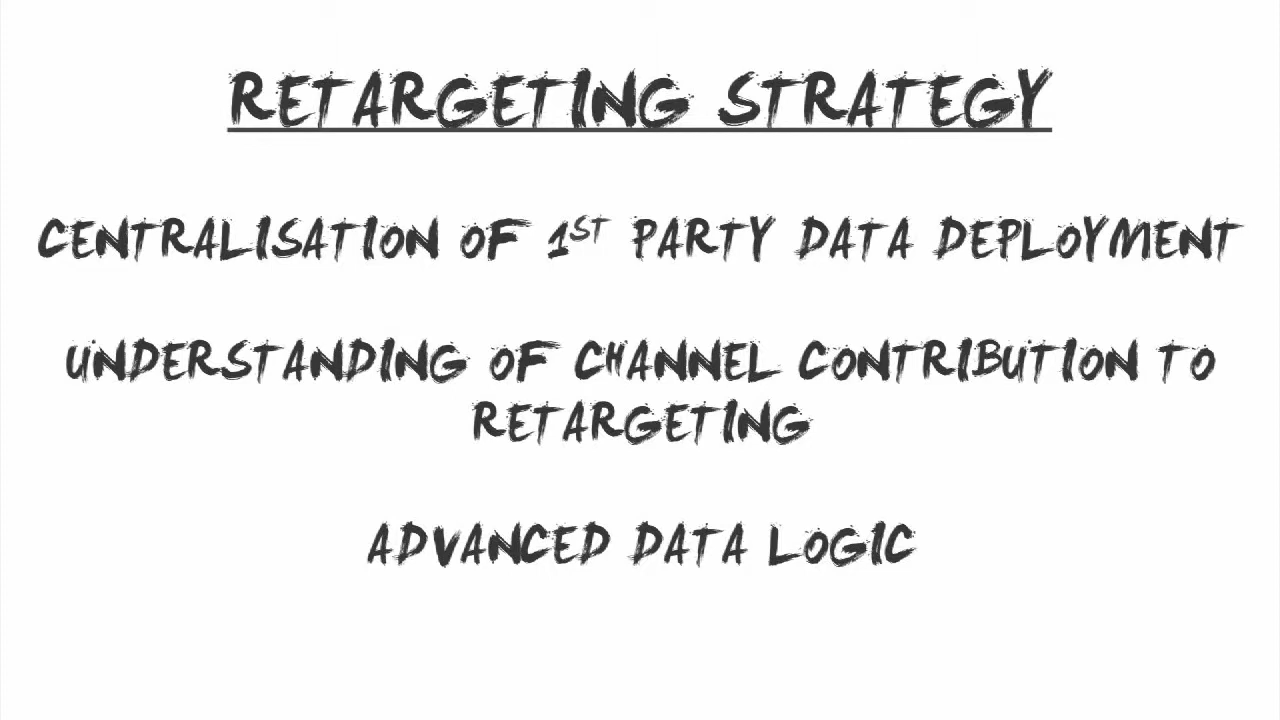 RETARGETING STRATEGY
CENTRALISATION OF 1ST PARTY DATA DEPLOYMENT
UNDERSTANDING OF CHANNEL CONTRIBUTION TO
RETARGETING
ADVANCED DATA LOGIC